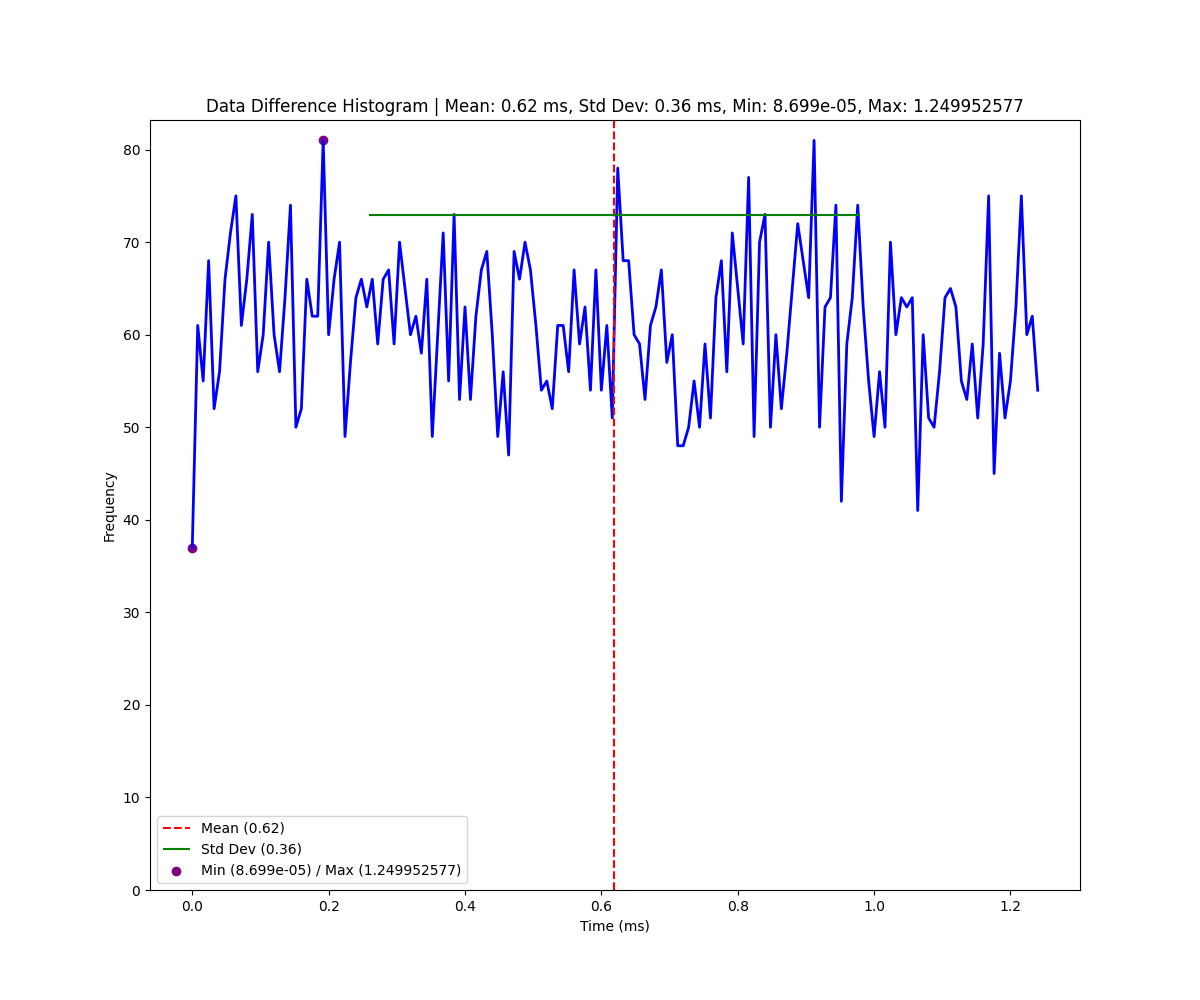 Data Difference Histogram | Mean: 0.62 ms, Std Dev: 0.36 ms, Min: 8.699e-05, Max: 1.249952577
80
70
60
50
40
30
20
10
0
Frequency
Mean (0.62)
Std Dev (0.36)
Min (8.699e-05) / Max (1.249952577)
0.0 0.2 0.4 0.6 0.8 1.0 1.2
Time (ms)